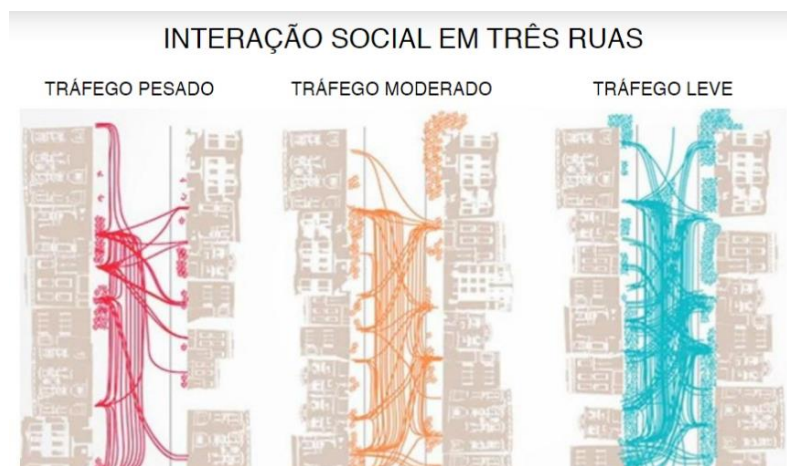 INTERAÇÃO SOCIAL EM TRÊS RUAS
TRÁFEGO PESADO
TRÁFEGO MODERADO
TRÁFEGO LEVE